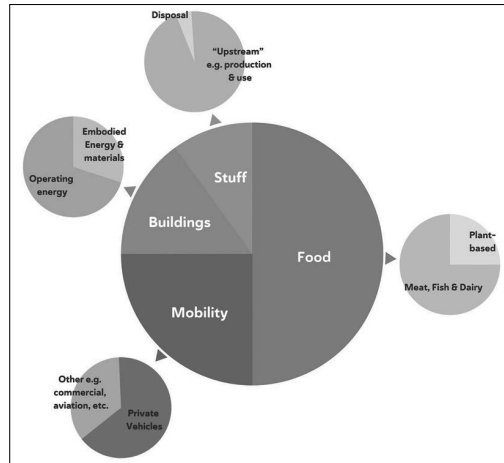 Disposal
“Upstream”
e.g. production
& use
Embodied
Energy &
materials
Operating
energy
Stuff
Buildings
Food
Mobility
Plant-
based
Meat, Fish & Dairy
Other e.g.
commercial,
aviation, etc.
Private
Vehicles